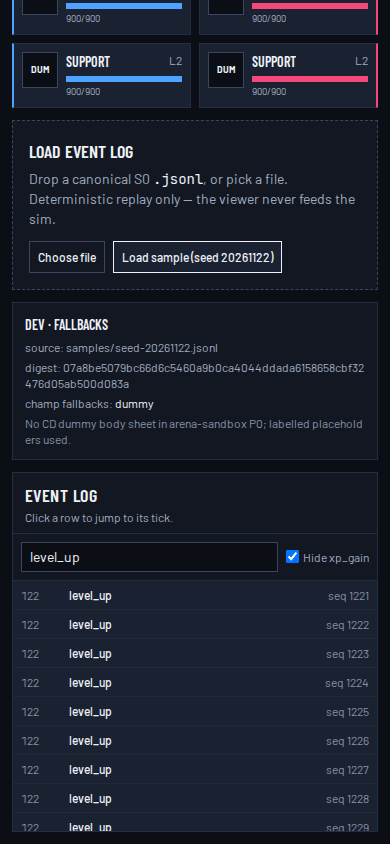 900/900
900/900
DUM
SUPPORT
L2
900/900
DUM
SUPPORT
L2
900/900
LOAD EVENT LOG
Drop a canonical S0 .jsonl, or pick a file.
Deterministic replay only — the viewer never feeds the
sim.
Choose file
Load sample (seed 20261122)
DEV · FALLBACKS
source: samples/seed-20261122.jsonl
digest: 07a8be5079bc66d6c5460a9b0ca4044ddada6158658cbf32
476d05ab500d083a
champ fallbacks: dummy
No CD dummy body sheet in arena-sandbox P0; labelled placehold
ers used.
EVENT LOG
Click a row to jump to its tick.
level_up
Hide xp_gain
122 level_up seq 1221
122 level_up seq 1222
122 level_up seq 1223
122 level_up seq 1224
122 level_up seq 1225
122 level_up seq 1226
122 level_up seq 1227
122 level_up seq 1228
122 level_up seq 1229